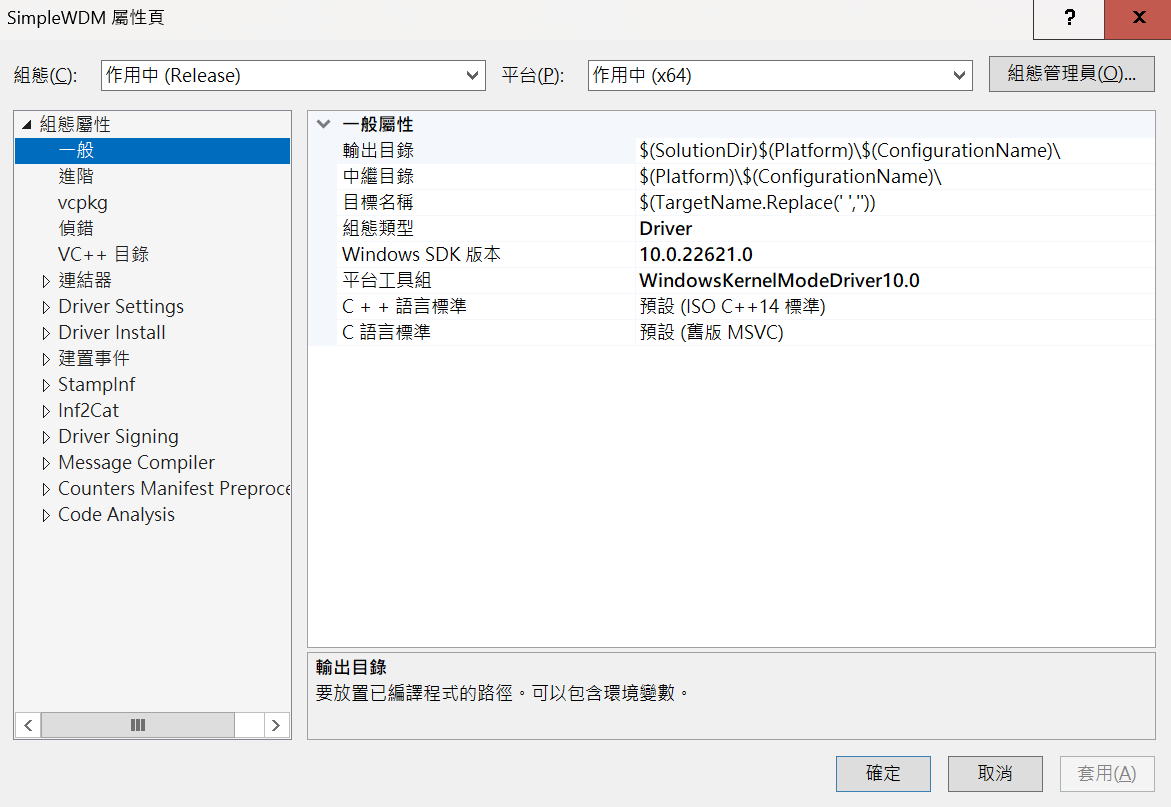 SimpleWDM 屬性頁
?
x
組態(C):
作用中 (Release)
平台(P):
作用中 (x64)
組態管理員(O)...
組態屬性
一般
進階
vcpkg
偵錯
VC++ 目錄
連結器
Driver Settings
Driver Install
建置事件
StampInf
Inf2Cat
Driver Signing
Message Compiler
Counters Manifest Preproce
Code Analysis
一般屬性
輸出目錄 $(SolutionDir)$(Platform)\$(ConfigurationName)\
中繼目錄 $(Platform)\$(ConfigurationName)\
目標名稱 $(TargetName.Replace(' ',''))
組態類型 Driver
Windows SDK 版本 10.0.22621.0
平台工具組 WindowsKernelModeDriver10.0
C + + 語言標準 預設 (ISO C++14 標準)
C 語言標準 預設 (舊版 MSVC)
輸出目錄
要放置已編譯程式的路徑。可以包含環境變數。
確定
取消
套用(A)